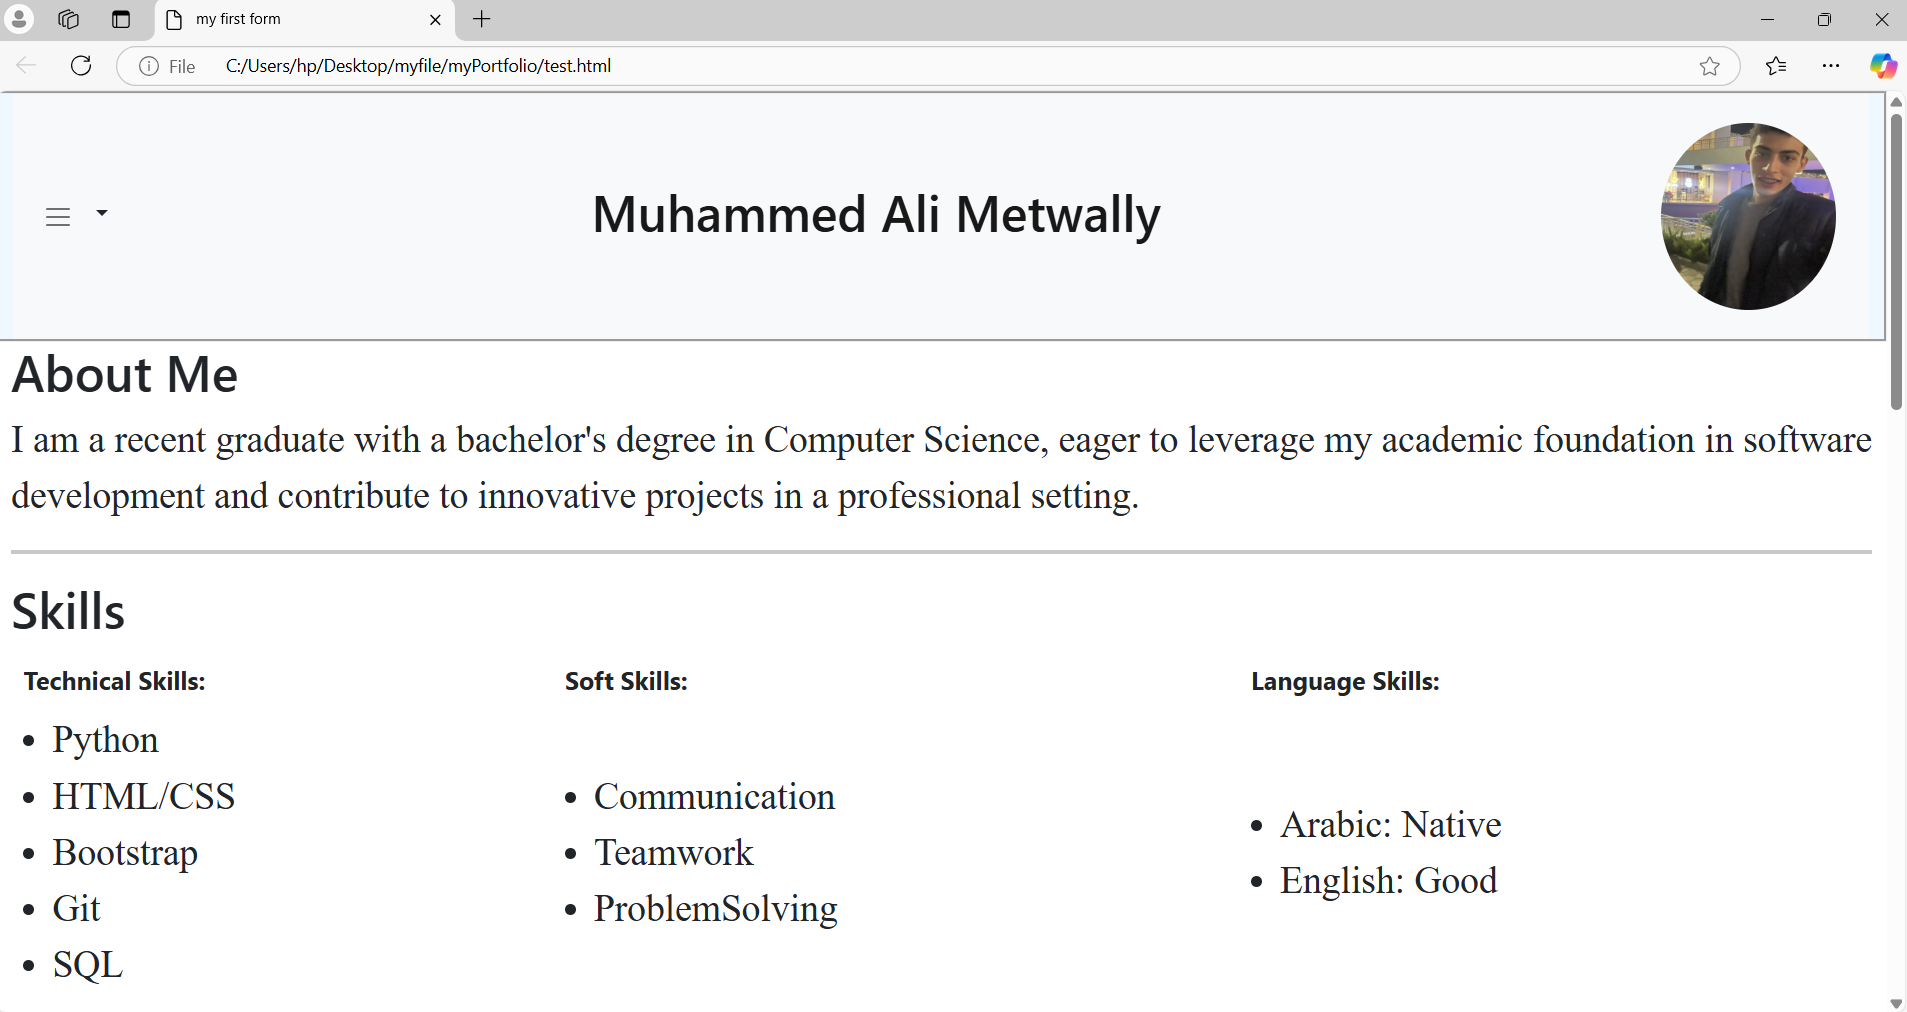 my first form
File C:/Users/hp/Desktop/myfile/myPortfolio/test.html
Muhammed Ali Metwally
About Me
I am a recent graduate with a bachelor's degree in Computer Science, eager to leverage my academic foundation in software
development and contribute to innovative projects in a professional setting.
Skills
Technical Skills:
Python
HTML/CSS
Bootstrap
Git
SQL
Soft Skills:
Communication
Teamwork
ProblemSolving
Language Skills:
Arabic: Native
English: Good